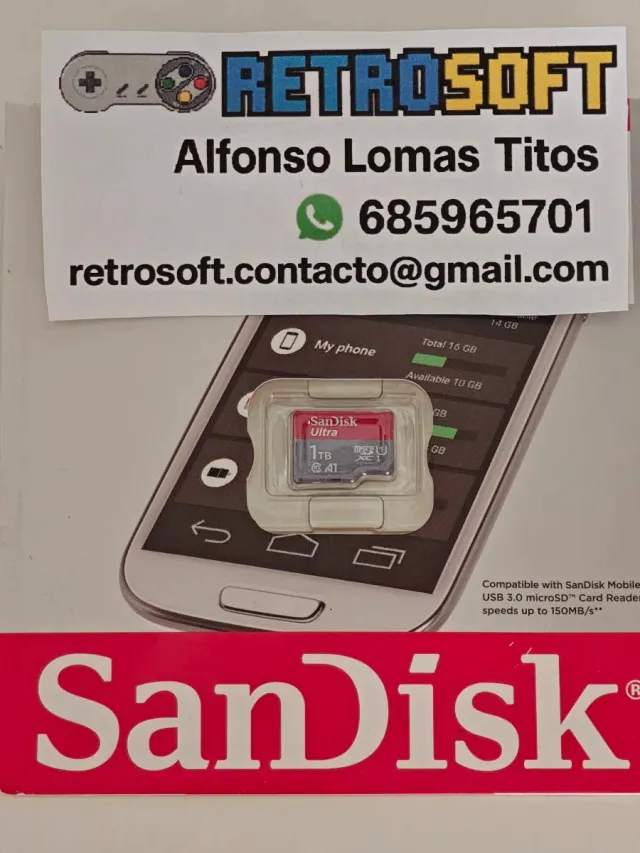 RETROSOFT
Alfonso Lomas Titos
685965701
retrosoft.contacto@gmail.com
14 GB
My phone
Total 16 GB
Available 10 GB
GB
GB
SanDisk
Ultra
1TB
microSD
XC I
A1
Compatible with SanDisk Mobile
USB 3.0 microSD™ Card Reader
speeds up to 150MB/s**
SanDisk®